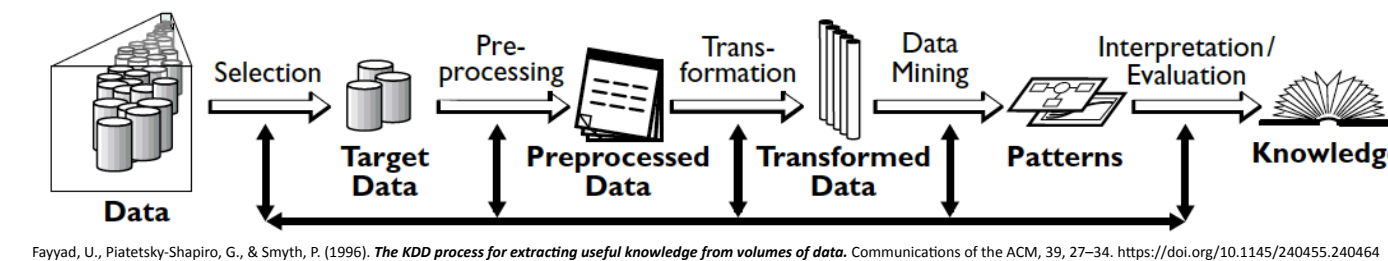 Selection
Pre-
processing
Trans-
formation
Data
Mining
Interpretation/
Evaluation
Data
Target
Data
Preprocessed
Data
Transformed
Data
Patterns
Knowledg
Fayyad, U., Piatetsky-Shapiro, G., & Smyth, P. (1996). The KDD process for extracting useful knowledge from volumes of data. Communications of the ACM, 39, 27–34. https://doi.org/10.1145/240455.240464